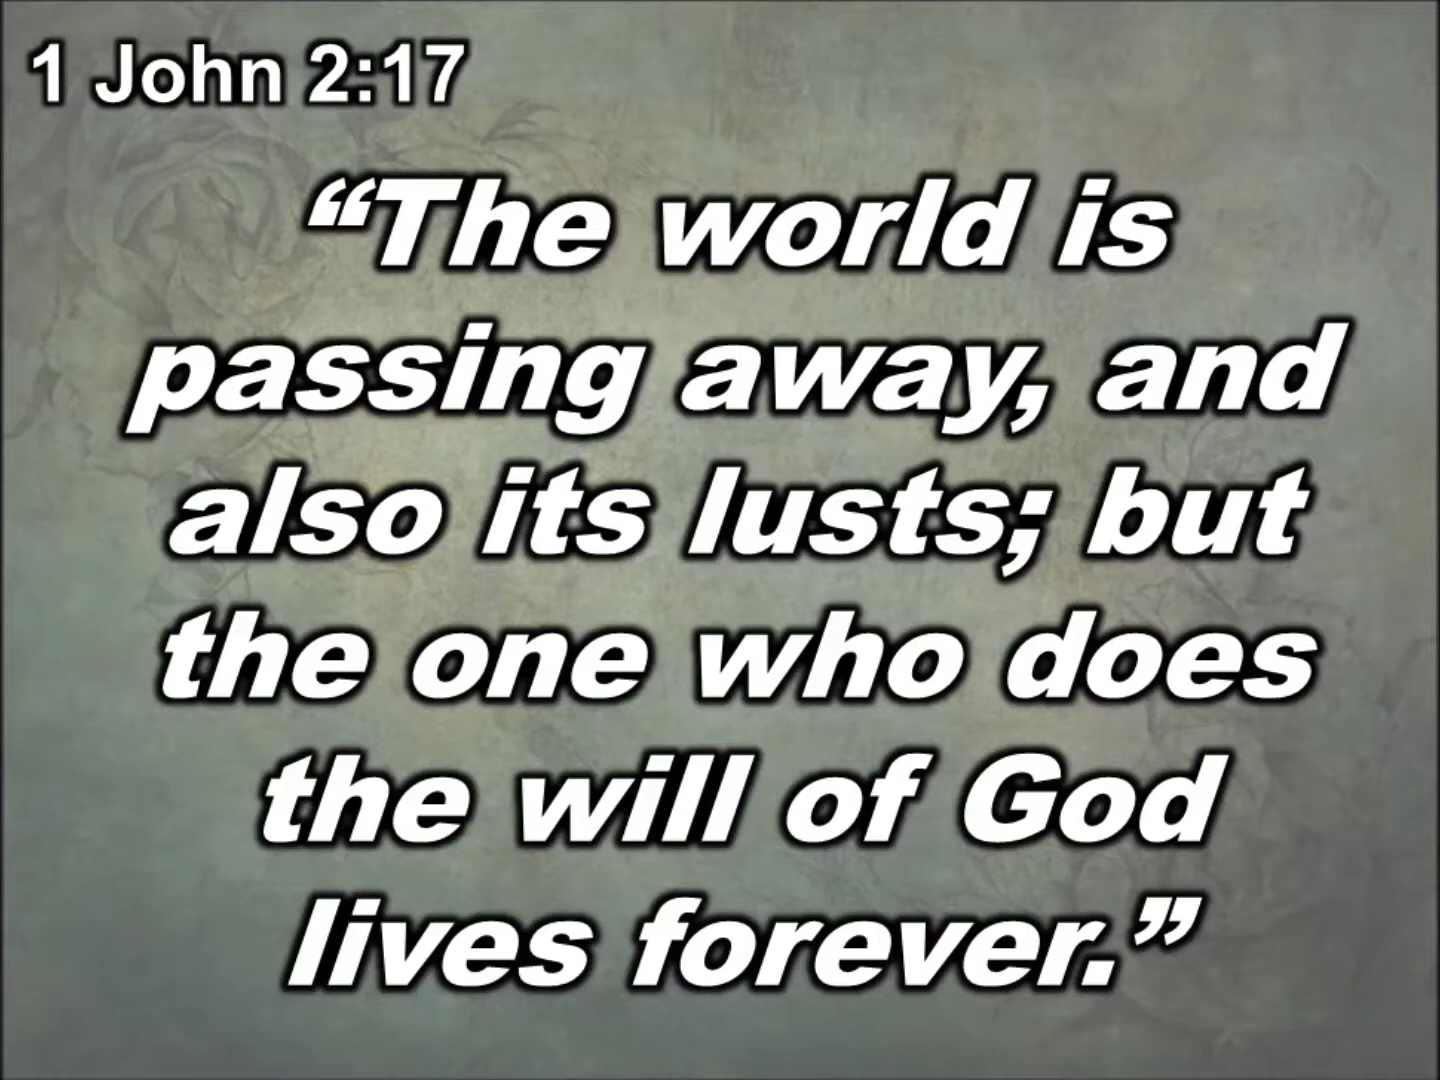 1 John 2:17
“The world is
passing away, and
also its lusts; but
the one who does
the will of God
lives forever.”